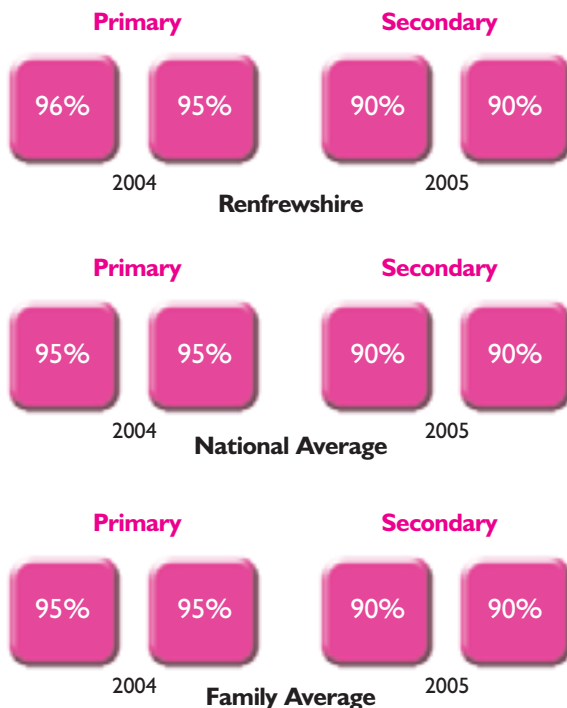 Primary Secondary
96% 95% 90% 90%
2004 2005
Renfrewshire
Primary Secondary
95% 95% 90% 90%
2004 2005
National Average
Primary Secondary
95% 95% 90% 90%
2004 2005
Family Average